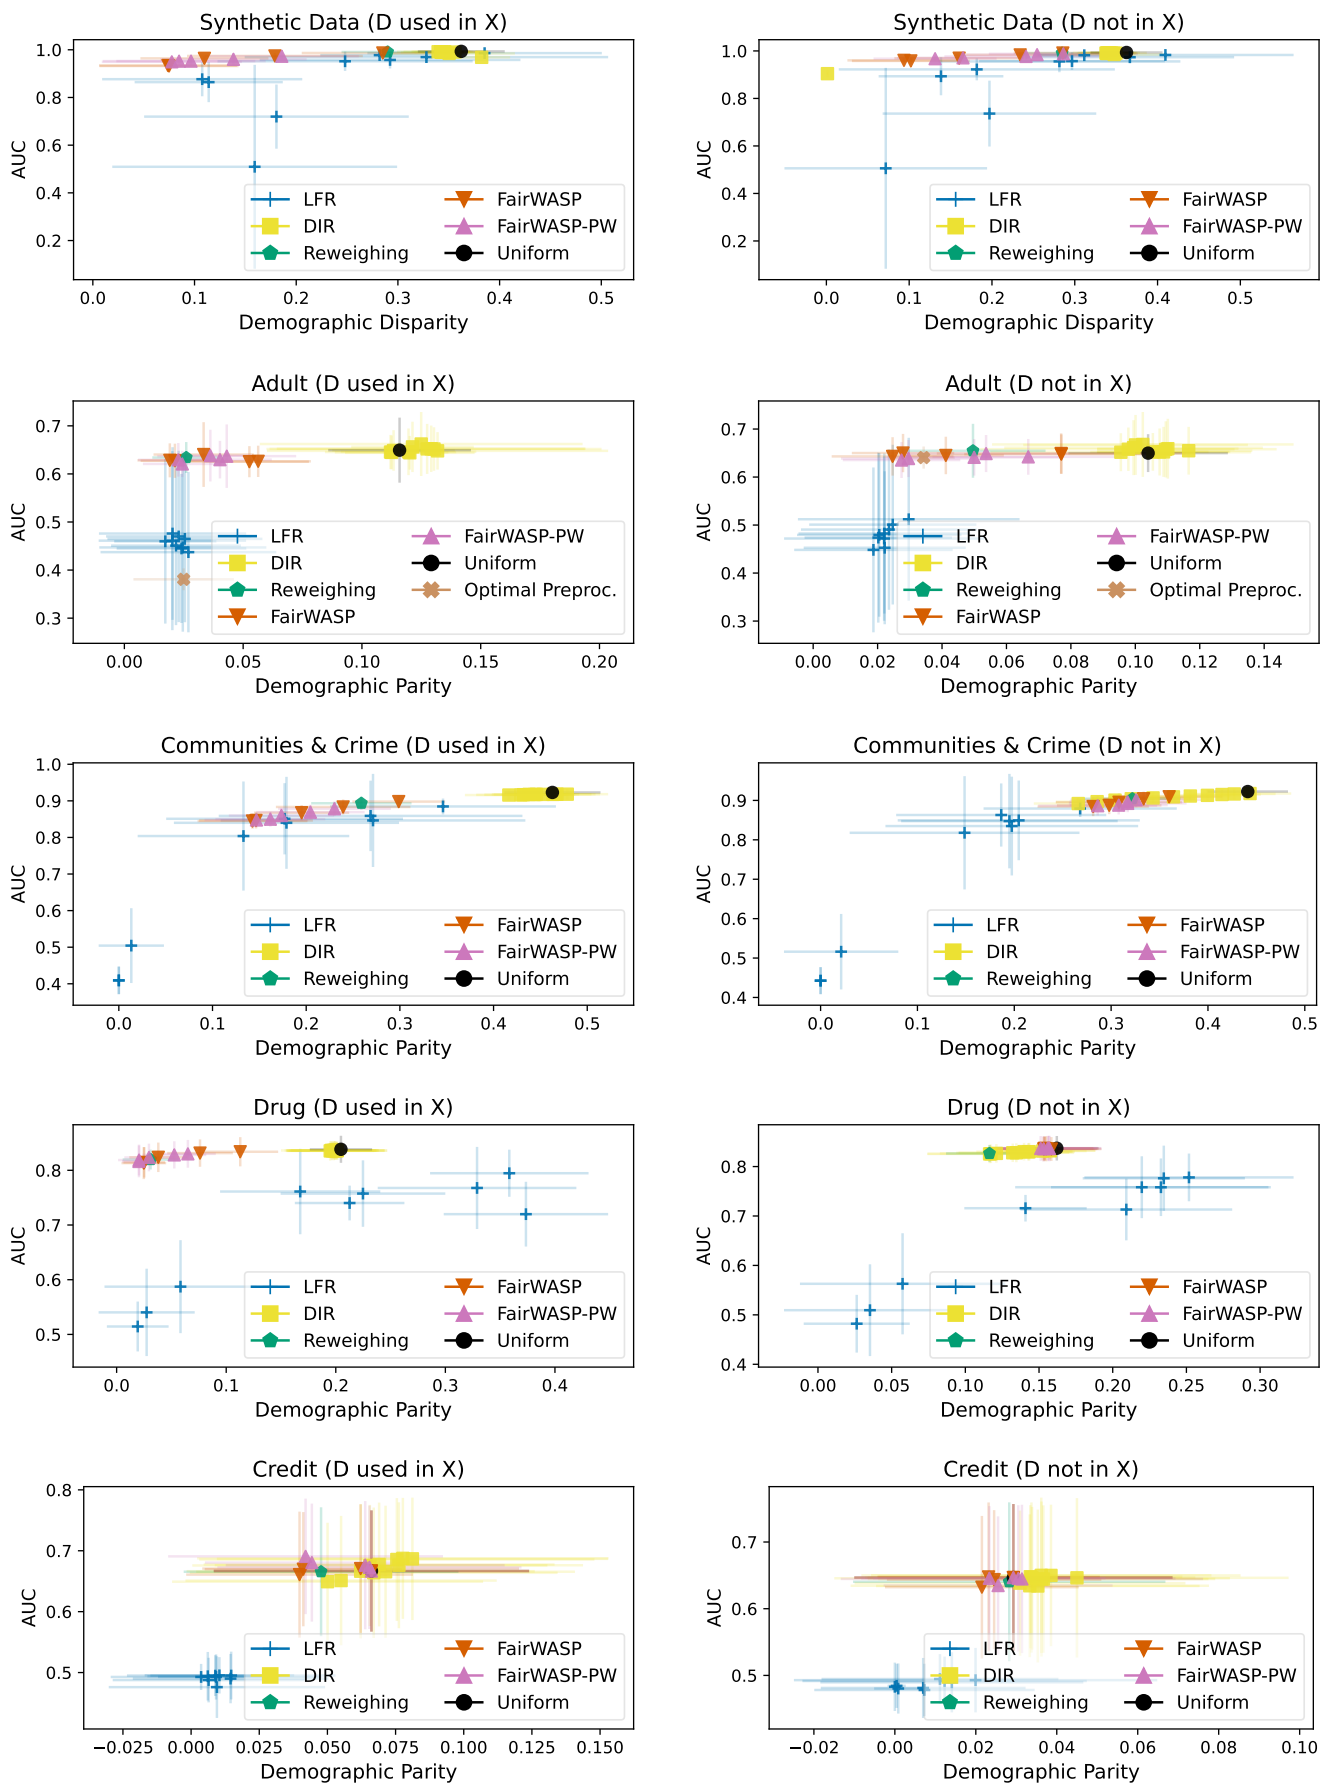 Synthetic Data (D used in X)
1.0
0.8
0.6
0.4
0.2
AUC
LFR
DIR
Reweighing
FairWASP
FairWASP-PW
Uniform
0.0 0.1 0.2 0.3 0.4 0.5
Demographic Disparity
Synthetic Data (D not in X)
1.0
0.8
0.6
0.4
0.2
AUC
LFR
DIR
Reweighing
FairWASP
FairWASP-PW
Uniform
0.0 0.1 0.2 0.3 0.4 0.5
Demographic Disparity
Adult (D used in X)
0.7
0.6
0.5
0.4
0.3
AUC
LFR
DIR
Reweighing
FairWASP
FairWASP-PW
Uniform
Optimal Preproc.
0.00 0.05 0.10 0.15 0.20
Demographic Parity
Adult (D not in X)
0.7
0.6
0.5
0.4
0.3
AUC
LFR
DIR
Reweighing
FairWASP
FairWASP-PW
Uniform
Optimal Preproc.
0.00 0.02 0.04 0.06 0.08 0.10 0.12 0.14
Demographic Parity
Communities & Crime (D used in X)
1.0
0.9
0.8
0.7
0.6
0.5
0.4
AUC
LFR
DIR
Reweighing
FairWASP
FairWASP-PW
Uniform
0.0 0.1 0.2 0.3 0.4 0.5
Demographic Parity
Communities & Crime (D not in X)
0.9
0.8
0.7
0.6
0.5
0.4
AUC
LFR
DIR
Reweighing
FairWASP
FairWASP-PW
Uniform
0.0 0.1 0.2 0.3 0.4 0.5
Demographic Parity
Drug (D used in X)
0.8
0.7
0.6
0.5
AUC
LFR
DIR
Reweighing
FairWASP
FairWASP-PW
Uniform
0.0 0.1 0.2 0.3 0.4
Demographic Parity
Drug (D not in X)
0.8
0.7
0.6
0.5
0.4
AUC
LFR
DIR
Reweighing
FairWASP
FairWASP-PW
Uniform
0.00 0.05 0.10 0.15 0.20 0.25 0.30
Demographic Parity
Credit (D used in X)
0.8
0.7
0.6
0.5
AUC
LFR
DIR
Reweighing
FairWASP
FairWASP-PW
Uniform
−0.025 0.000 0.025 0.050 0.075 0.100 0.125 0.150
Demographic Parity
Credit (D not in X)
0.7
0.6
0.5
AUC
LFR
DIR
Reweighing
FairWASP
FairWASP-PW
Uniform
−0.02 0.00 0.02 0.04 0.06 0.08 0.10
Demographic Parity